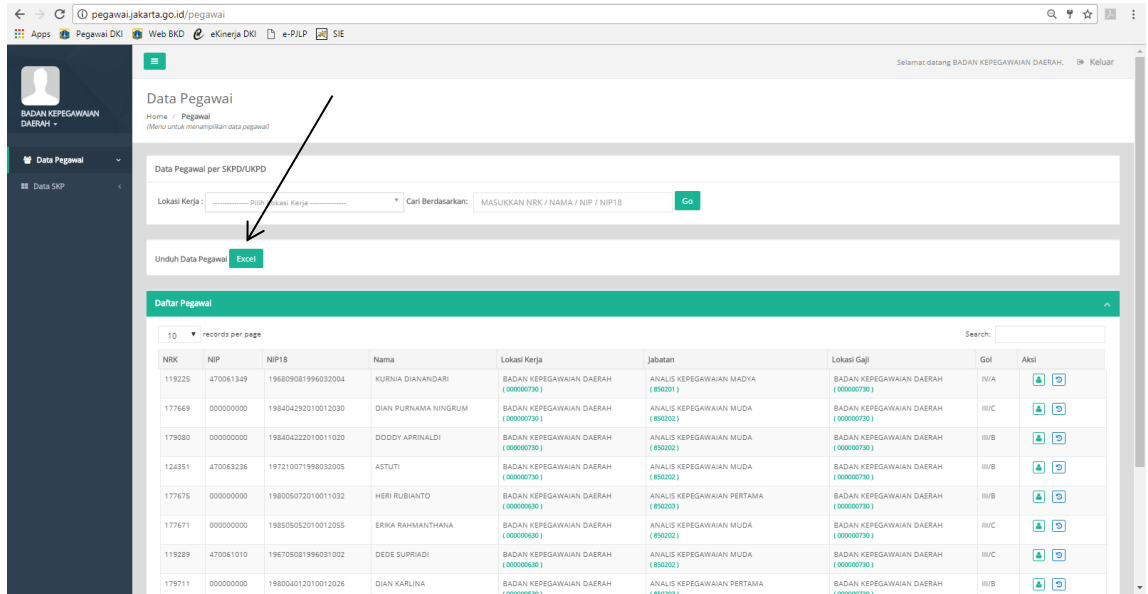 pegawai.jakarta.go.id/pegawai
Apps Pegawai DKI Web BKD eKinerja DKI e-PJLP SIE
Selamat datang BADAN KEPEGAWAIAN DAERAH. Keluar
BADAN KEPEGAWAIAN
DAERAH
Data Pegawai
Data SKP
Data Pegawai
Home / Pegawai
(Menu untuk menampilkan data pegawai)
Data Pegawai per SKPD/UKPD
Lokasi Kerja : -------------- Pilih Lokasi Kerja -------------- Cari Berdasarkan: MASUKKAN NRK / NAMA / NIP / NIP18 Go
Unduh Data Pegawai Excel
Daftar Pegawai
10 records per page Search:
NRK NIP NIP18 Nama Lokasi Kerja Jabatan Lokasi Gaji Gol Aksi
119225 470061349 196809081996032004 KURNIA DIANANDARI BADAN KEPEGAWAIAN DAERAH ANALIS KEPEGAWAIAN MADYA BADAN KEPEGAWAIAN DAERAH IV/A
( 000000730 ) ( 850201 ) ( 000000730 )
177669 000000000 198404292010012030 DIAN PURNAMA NINGRUM BADAN KEPEGAWAIAN DAERAH ANALIS KEPEGAWAIAN MUDA BADAN KEPEGAWAIAN DAERAH III/C
( 000000730 ) ( 850202 ) ( 000000730 )
179080 000000000 198404222010011020 DODDY APRINALDI BADAN KEPEGAWAIAN DAERAH ANALIS KEPEGAWAIAN MUDA BADAN KEPEGAWAIAN DAERAH III/B
( 000000730 ) ( 850202 ) ( 000000730 )
124351 470063236 197210071998032005 ASTUTI BADAN KEPEGAWAIAN DAERAH ANALIS KEPEGAWAIAN MUDA BADAN KEPEGAWAIAN DAERAH III/B
( 000000730 ) ( 850202 ) ( 000000730 )
177675 000000000 198005072010011032 HERI RUBIANTO BADAN KEPEGAWAIAN DAERAH ANALIS KEPEGAWAIAN PERTAMA BADAN KEPEGAWAIAN DAERAH III/B
( 000000630 ) ( 850203 ) ( 000000730 )
177671 000000000 198505052010012055 ERIKA RAHMANTHANA BADAN KEPEGAWAIAN DAERAH ANALIS KEPEGAWAIAN MUDA BADAN KEPEGAWAIAN DAERAH III/C
( 000000630 ) ( 850202 ) ( 000000730 )
119289 470061010 196705081996031002 DEDE SUPRIADI BADAN KEPEGAWAIAN DAERAH ANALIS KEPEGAWAIAN MUDA BADAN KEPEGAWAIAN DAERAH III/C
( 000000630 ) ( 850202 ) ( 000000730 )
179711 000000000 198004012010012026 DIAN KARLINA BADAN KEPEGAWAIAN DAERAH ANALIS KEPEGAWAIAN PERTAMA BADAN KEPEGAWAIAN DAERAH III/B